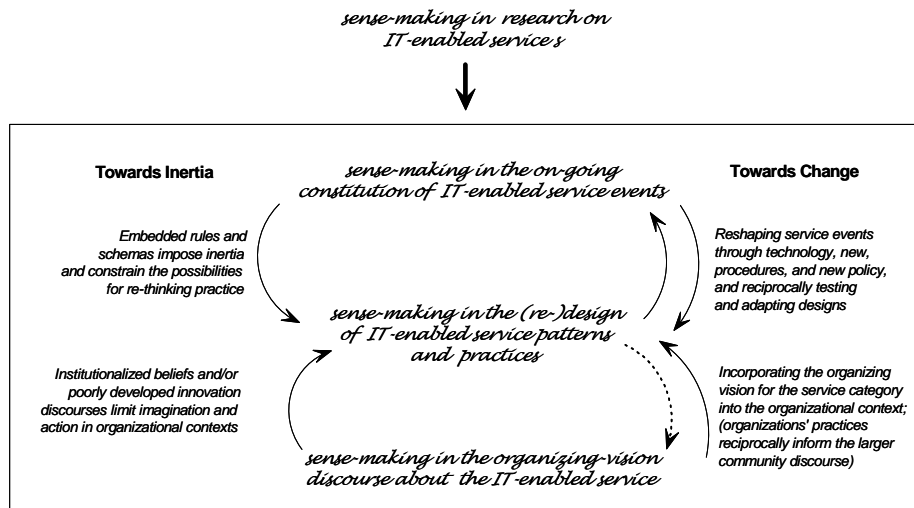 sense-making in research on
IT-enabled service s
Towards Inertia
sense-making in the on-going
constitution of IT-enabled service events
Towards Change
Embedded rules and
schemas impose inertia
and constrain the possibilities
for re-thinking practice
Reshaping service events
through technology, new,
procedures, and new policy,
and reciprocally testing
and adapting designs
sense-making in the (re-)design
of IT-enabled service patterns
and practices
Institutionalized beliefs and/or
poorly developed innovation
discourses limit imagination and
action in organizational contexts
Incorporating the organizing
vision for the service category
into the organizational context;
(organizations' practices
reciprocally inform the larger
community discourse)
sense-making in the organizing-vision
discourse about the IT-enabled service